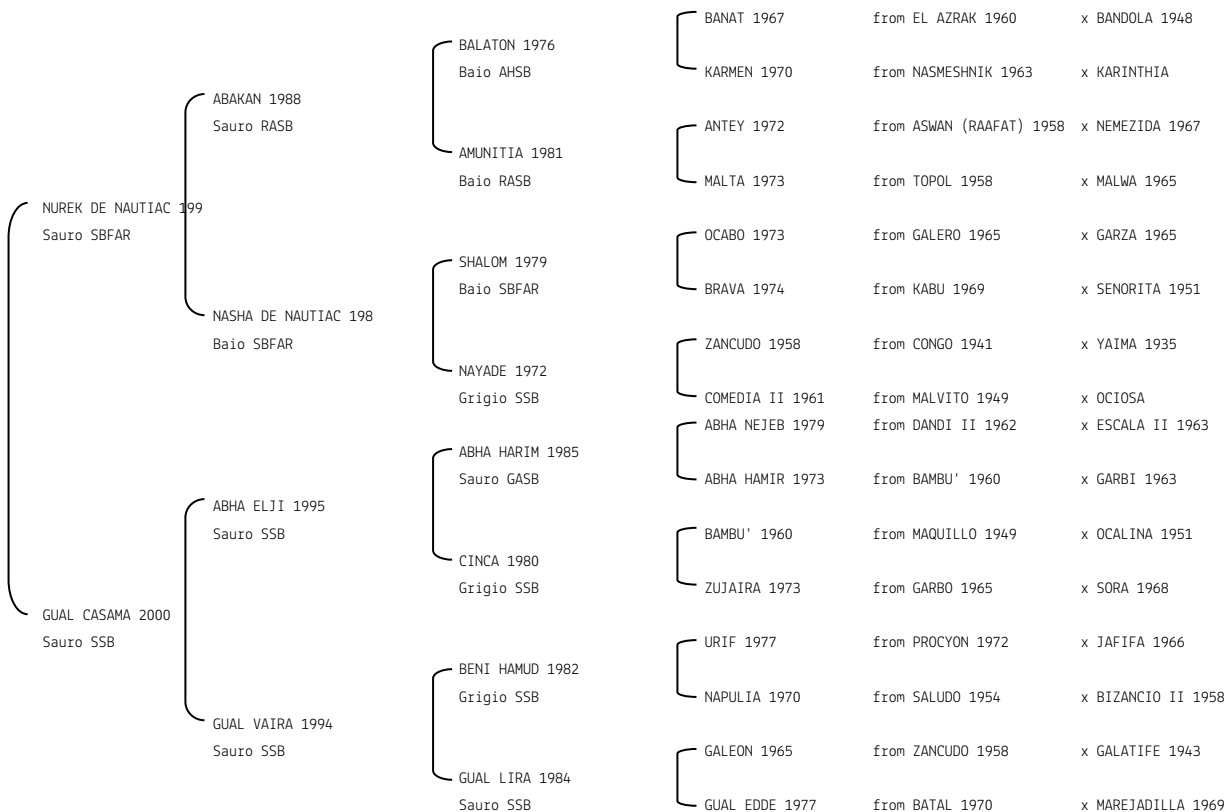 BANAT 1967 from EL AZRAK 1960 x BANDOLA 1948
BALATON 1976
Baio AHSB
KARMEN 1970 from NASMESHNIK 1963 x KARINTHIA
ABAKAN 1988
Sauro RASB
ANTEY 1972 from ASWAN (RAAFAT) 1958 x NEMEZIDA 1967
AMUNITIA 1981
Baio RASB
MALTA 1973 from TOPOL 1958 x MALWA 1965
NUREK DE NAUTIAC 199
Sauro SBFAR
OCABO 1973 from GALERO 1965 x GARZA 1965
SHALOM 1979
Baio SBFAR
BRAVA 1974 from KABU 1969 x SENORITA 1951
NASHA DE NAUTIAC 198
Baio SBFAR
ZANCUDO 1958 from CONGO 1941 x YAIMA 1935
NAYADE 1972
Grigio SSB
COMEDIA II 1961 from MALVITO 1949 x OCIOSA
ABHA NEJEB 1979 from DANDI II 1962 x ESCALA II 1963
ABHA HARIM 1985
Sauro GASB
ABHA HAMIR 1973 from BAMBU' 1960 x GARBI 1963
ABHA ELJI 1995
Sauro SSB
BAMBU' 1960 from MAQUILLO 1949 x OCALINA 1951
CINCA 1980
Grigio SSB
ZUJAIRA 1973 from GARBO 1965 x SORA 1968
GUAL CASAMA 2000
Sauro SSB
URIF 1977 from PROCYON 1972 x JAFIFA 1966
BENI HAMUD 1982
Grigio SSB
NAPULIA 1970 from SALUDO 1954 x BIZANCIO II 1958
GUAL VAIRA 1994
Sauro SSB
GALEON 1965 from ZANCUDO 1958 x GALATIFE 1943
GUAL LIRA 1984
Sauro SSB
GUAL EDDE 1977 from BATAL 1970 x MAREJADILLA 1969